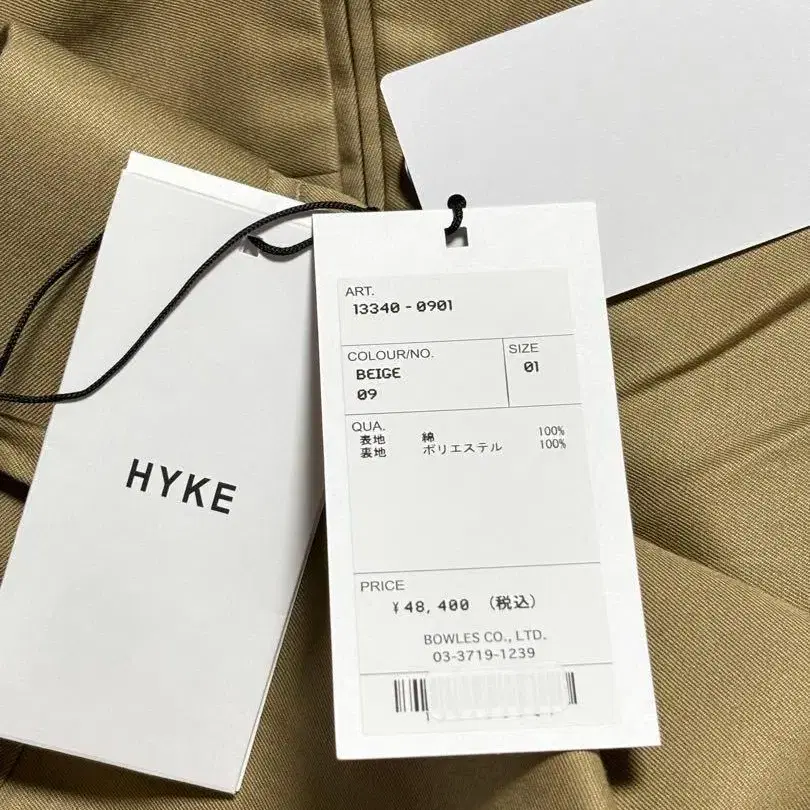 HYKE
ART.
13340-0901
COLOUR/NO.
BEIGE
09
SIZE
01
QUA.
表地 綿 100%
裏地 ポリエステル 100%
PRICE
¥48,400 (税込)
BOWLES CO., LTD.
03-3719-1239